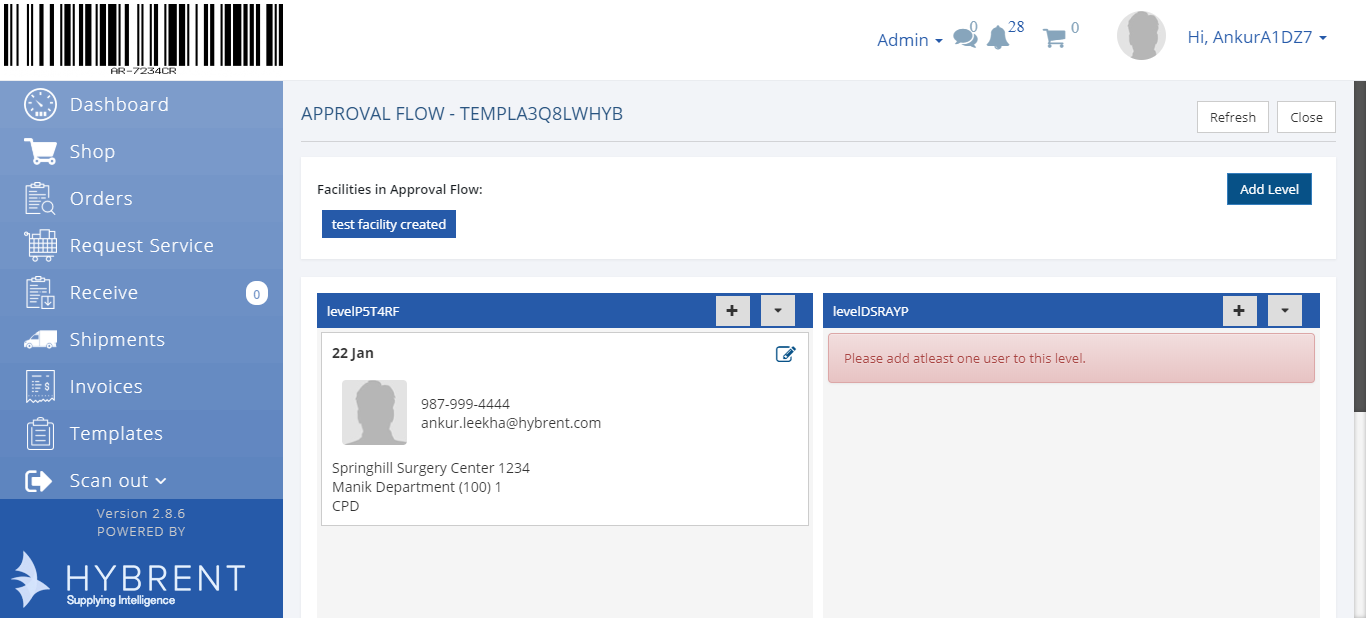 AR-7234CR
Admin
0
28
0
Hi, AnkurA1DZ7
Dashboard
Shop
Orders
Request Service
Receive
0
Shipments
Invoices
Templates
Scan out
Version 2.8.6
POWERED BY
HYBRENT
Supplying Intelligence
APPROVAL FLOW - TEMPLA3Q8LWHYB
Refresh
Close
Facilities in Approval Flow:
Add Level
test facility created
levelP5T4RF
22 Jan
987-999-4444
ankur.leekha@hybrent.com
Springhill Surgery Center 1234
Manik Department (100) 1
CPD
levelDSRAYP
Please add atleast one user to this level.